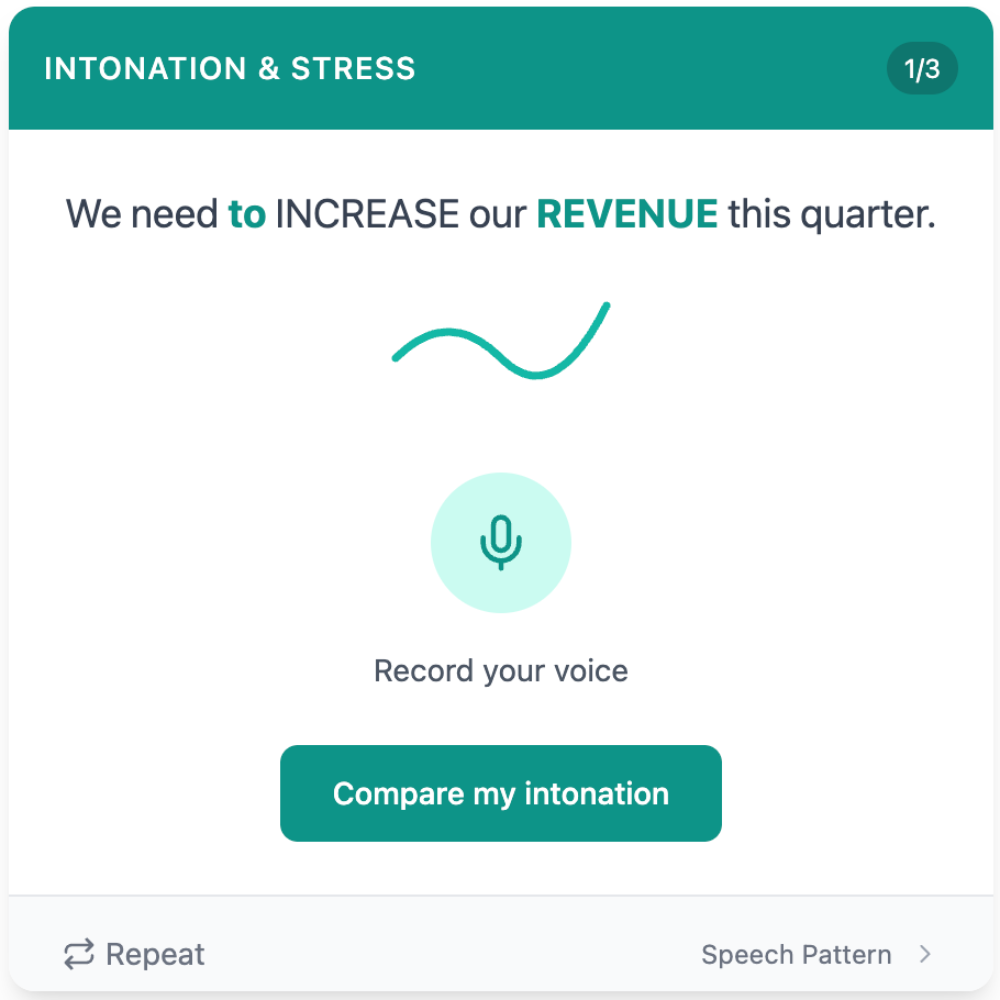 INTONATION & STRESS
1/3
We need to INCREASE our REVENUE this quarter.
Record your voice
Compare my intonation
Repeat
Speech Pattern